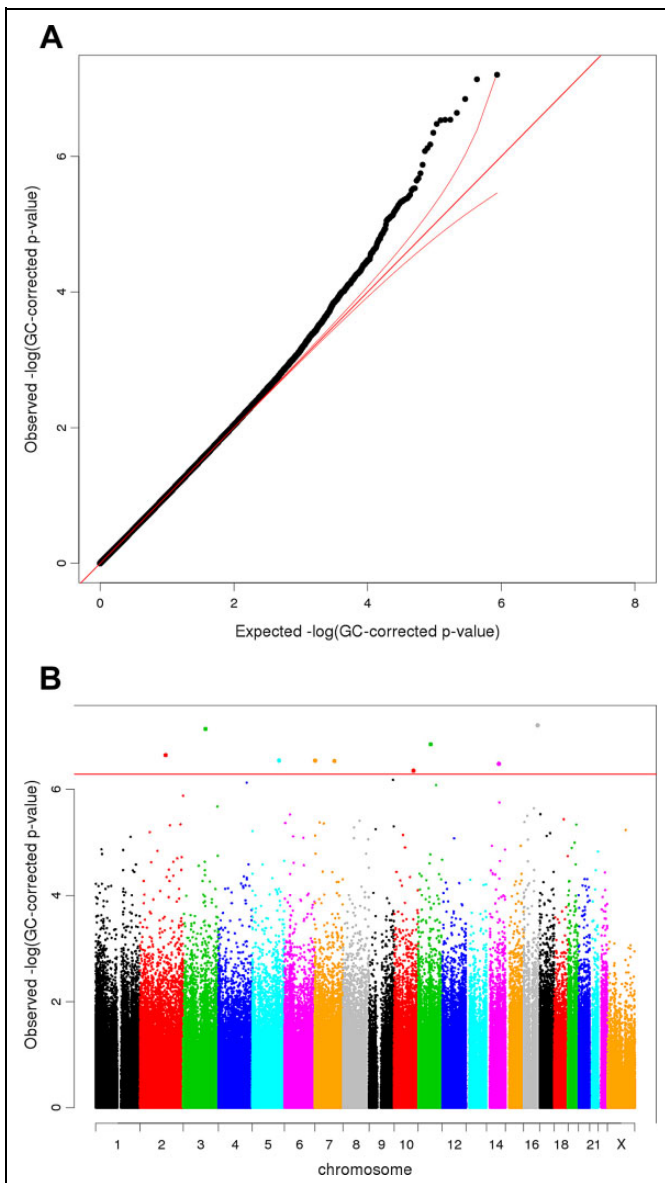 A
Observed -log(GC-corrected p-value)
0
2
4
6
0
2
4
6
8
Expected -log(GC-corrected p-value)
B
Observed -log(GC-corrected p-value)
0
2
4
6
1 2 3 4 5 6 7 8 9 10 12 14 16 18 21 X
chromosome